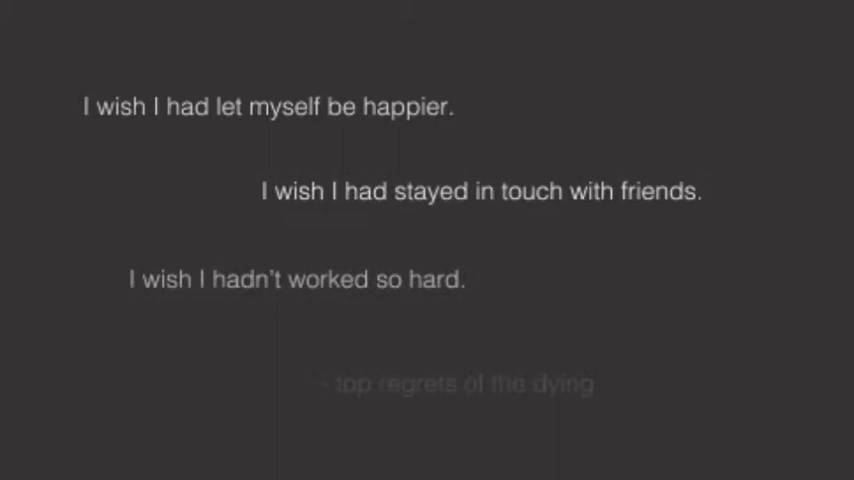 I wish I had let myself be happier.
I wish I had stayed in touch with friends.
I wish I hadn’t worked so hard.
- top regrets of the dying